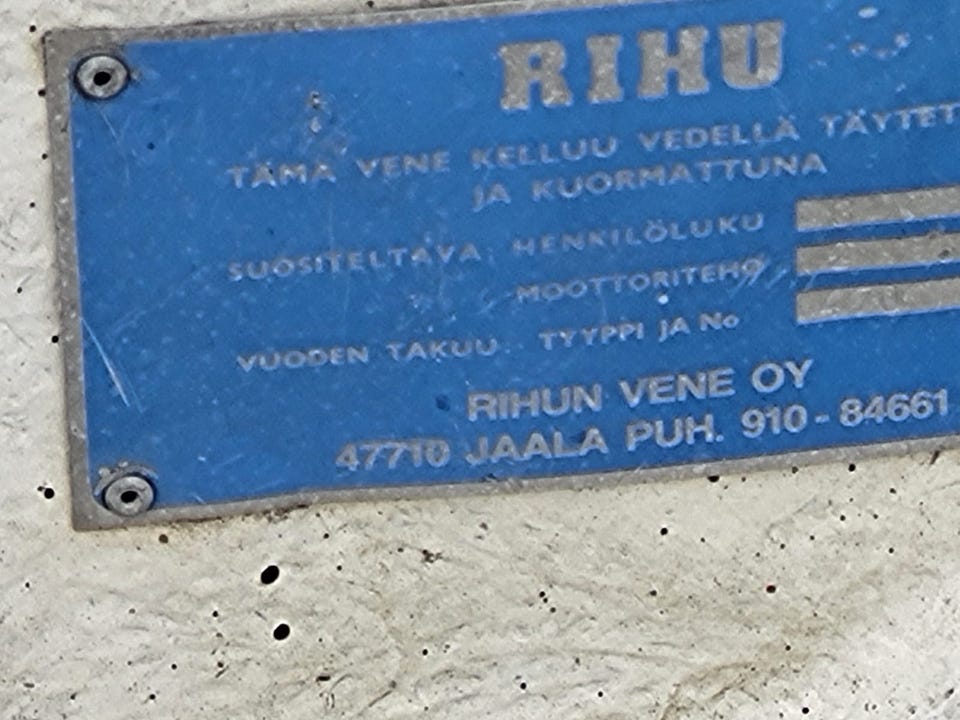 RIHU
TÄMÄ VENE KELLUU VEDELLÄ TÄYTET
JA KUORMATTUNA
SUOSITELTAVA HENKILÖLUKU
MOOTTORITEHO
VUODEN TAKUU TYYPPI JA No
RIHUN VENE OY
47710 JAALA PUH. 910-84661